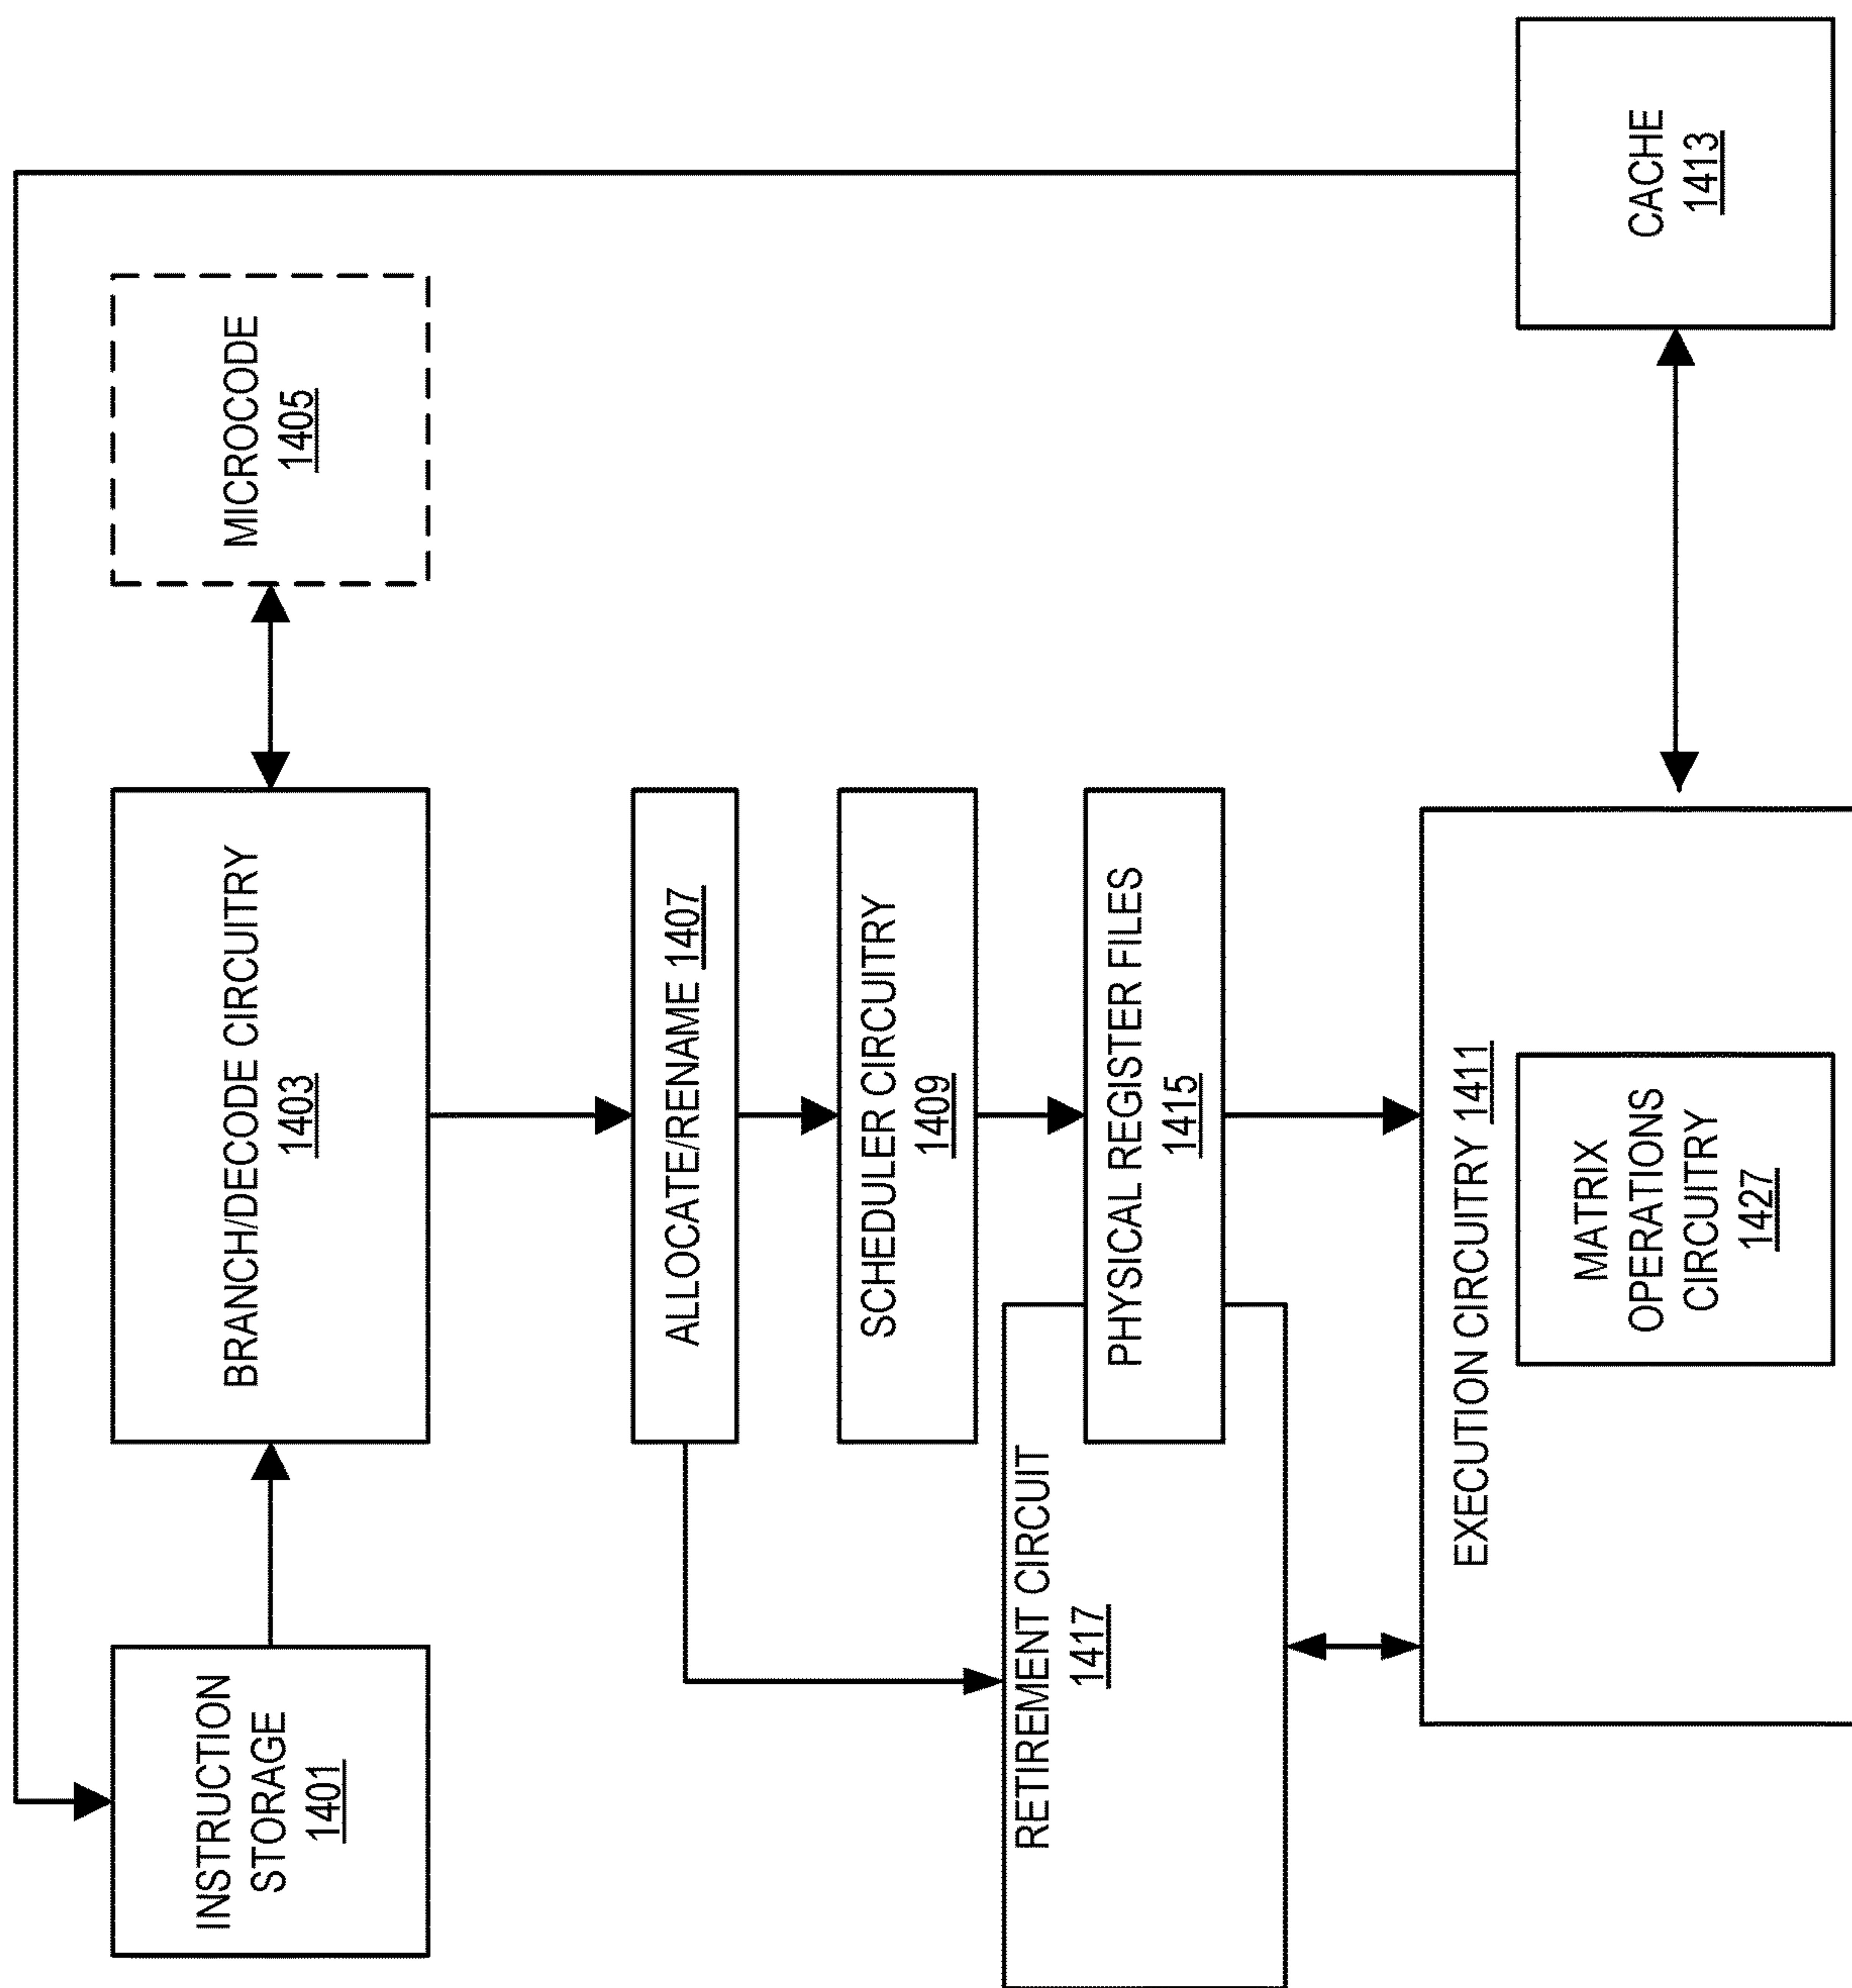 INSTRUCTION
STORAGE
1401
BRANCH/DECODE CIRCUITRY
1403
MICROCODE
1405
ALLOCATE/RENAME 1407
SCHEDULER CIRCUITRY
1409
RETIREMENT CIRCUIT
1417
PHYSICAL REGISTER FILES
1415
EXECUTION CIRCUITRY 1411
MATRIX
OPERATIONS
CIRCUITRY
1427
CACHE
1413